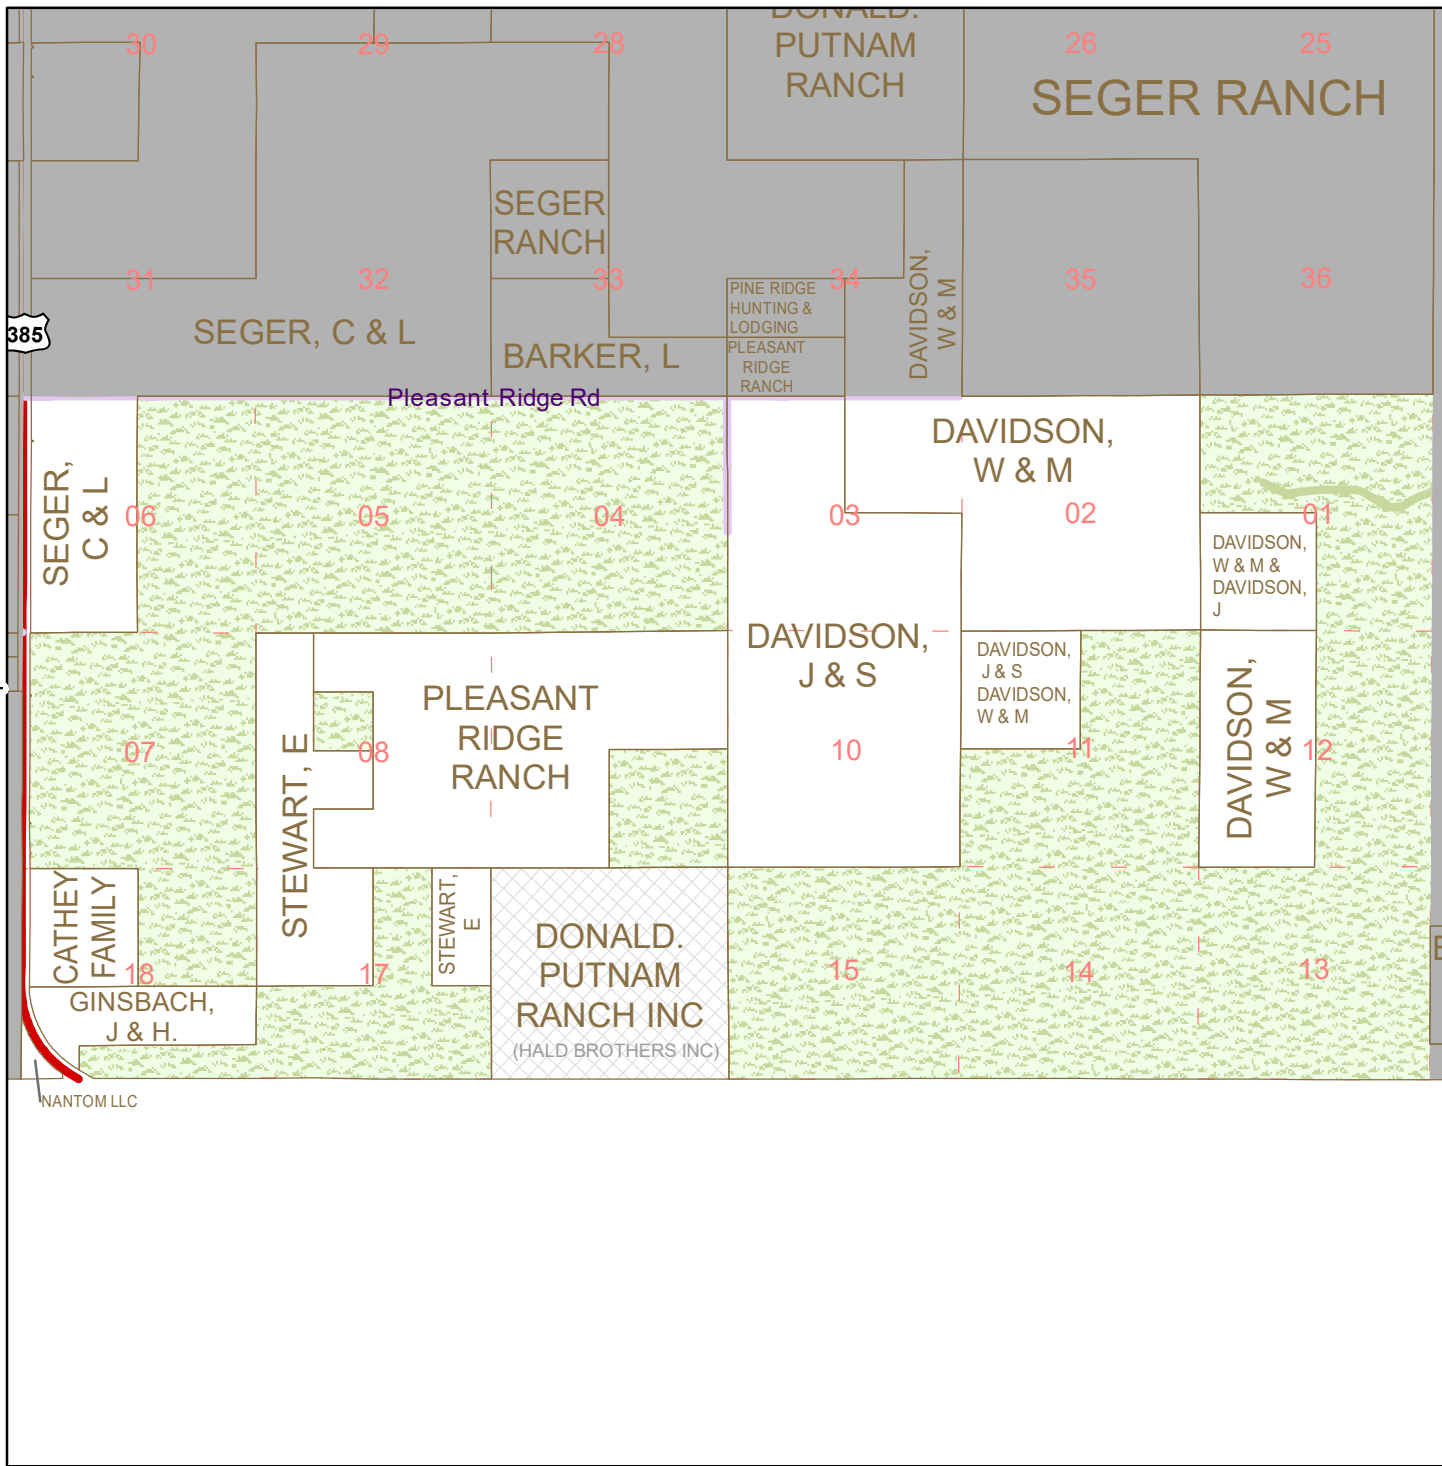 DONALD.
PUTNAM
RANCH
30
29
28
26
25
SEGER RANCH
SEGER
RANCH
31
32
33
34
35
36
PINE RIDGE
HUNTING &
LODGING
DAVIDSON,
W & M
385
SEGER, C & L
BARKER, L
PLEASANT
RIDGE
RANCH
Pleasant Ridge Rd
SEGER,
C & L
DAVIDSON,
W & M
06
05
04
03
02
01
DAVIDSON,
W & M &
DAVIDSON,
J
DAVIDSON,
J & S
DAVIDSON,
J & S
DAVIDSON,
W & M
DAVIDSON,
W & M
PLEASANT
RIDGE
RANCH
STEWART, E
07
08
10
11
12
CATHEY
FAMILY
STEWART,
E
DONALD.
PUTNAM
RANCH INC
(HALD BROTHERS INC)
18
17
15
14
13
GINSBACH,
J & H.
NANTOM LLC